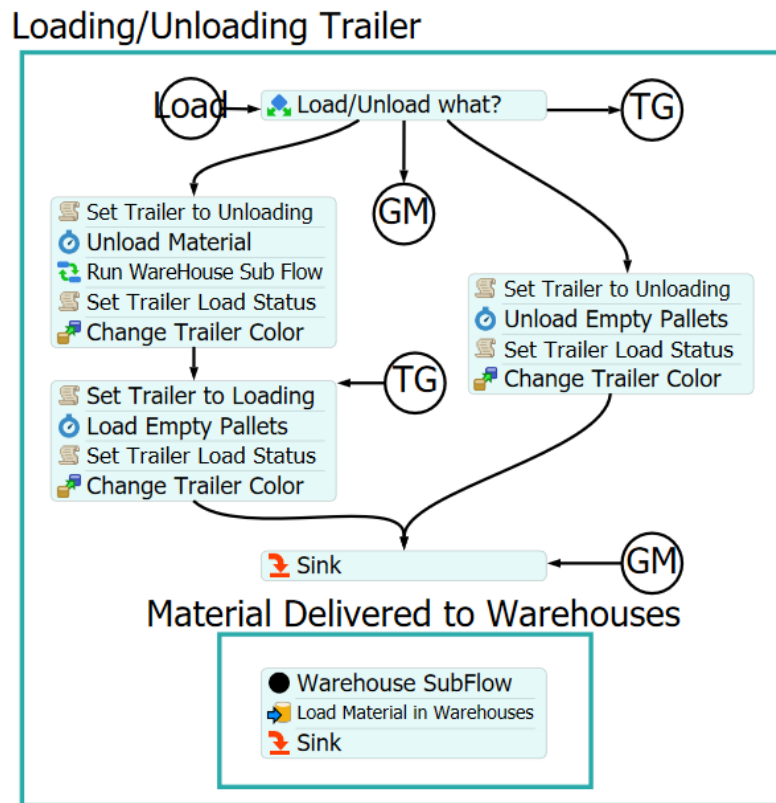 Loading/Unloading Trailer
Load
Load/Unload what?
TG
GM
Set Trailer to Unloading
Unload Material
Run WareHouse Sub Flow
Set Trailer Load Status
Change Trailer Color
Set Trailer to Unloading
Unload Empty Pallets
Set Trailer Load Status
Change Trailer Color
TG
Set Trailer to Loading
Load Empty Pallets
Set Trailer Load Status
Change Trailer Color
Sink
GM
Material Delivered to Warehouses
Warehouse SubFlow
Load Material in Warehouses
Sink